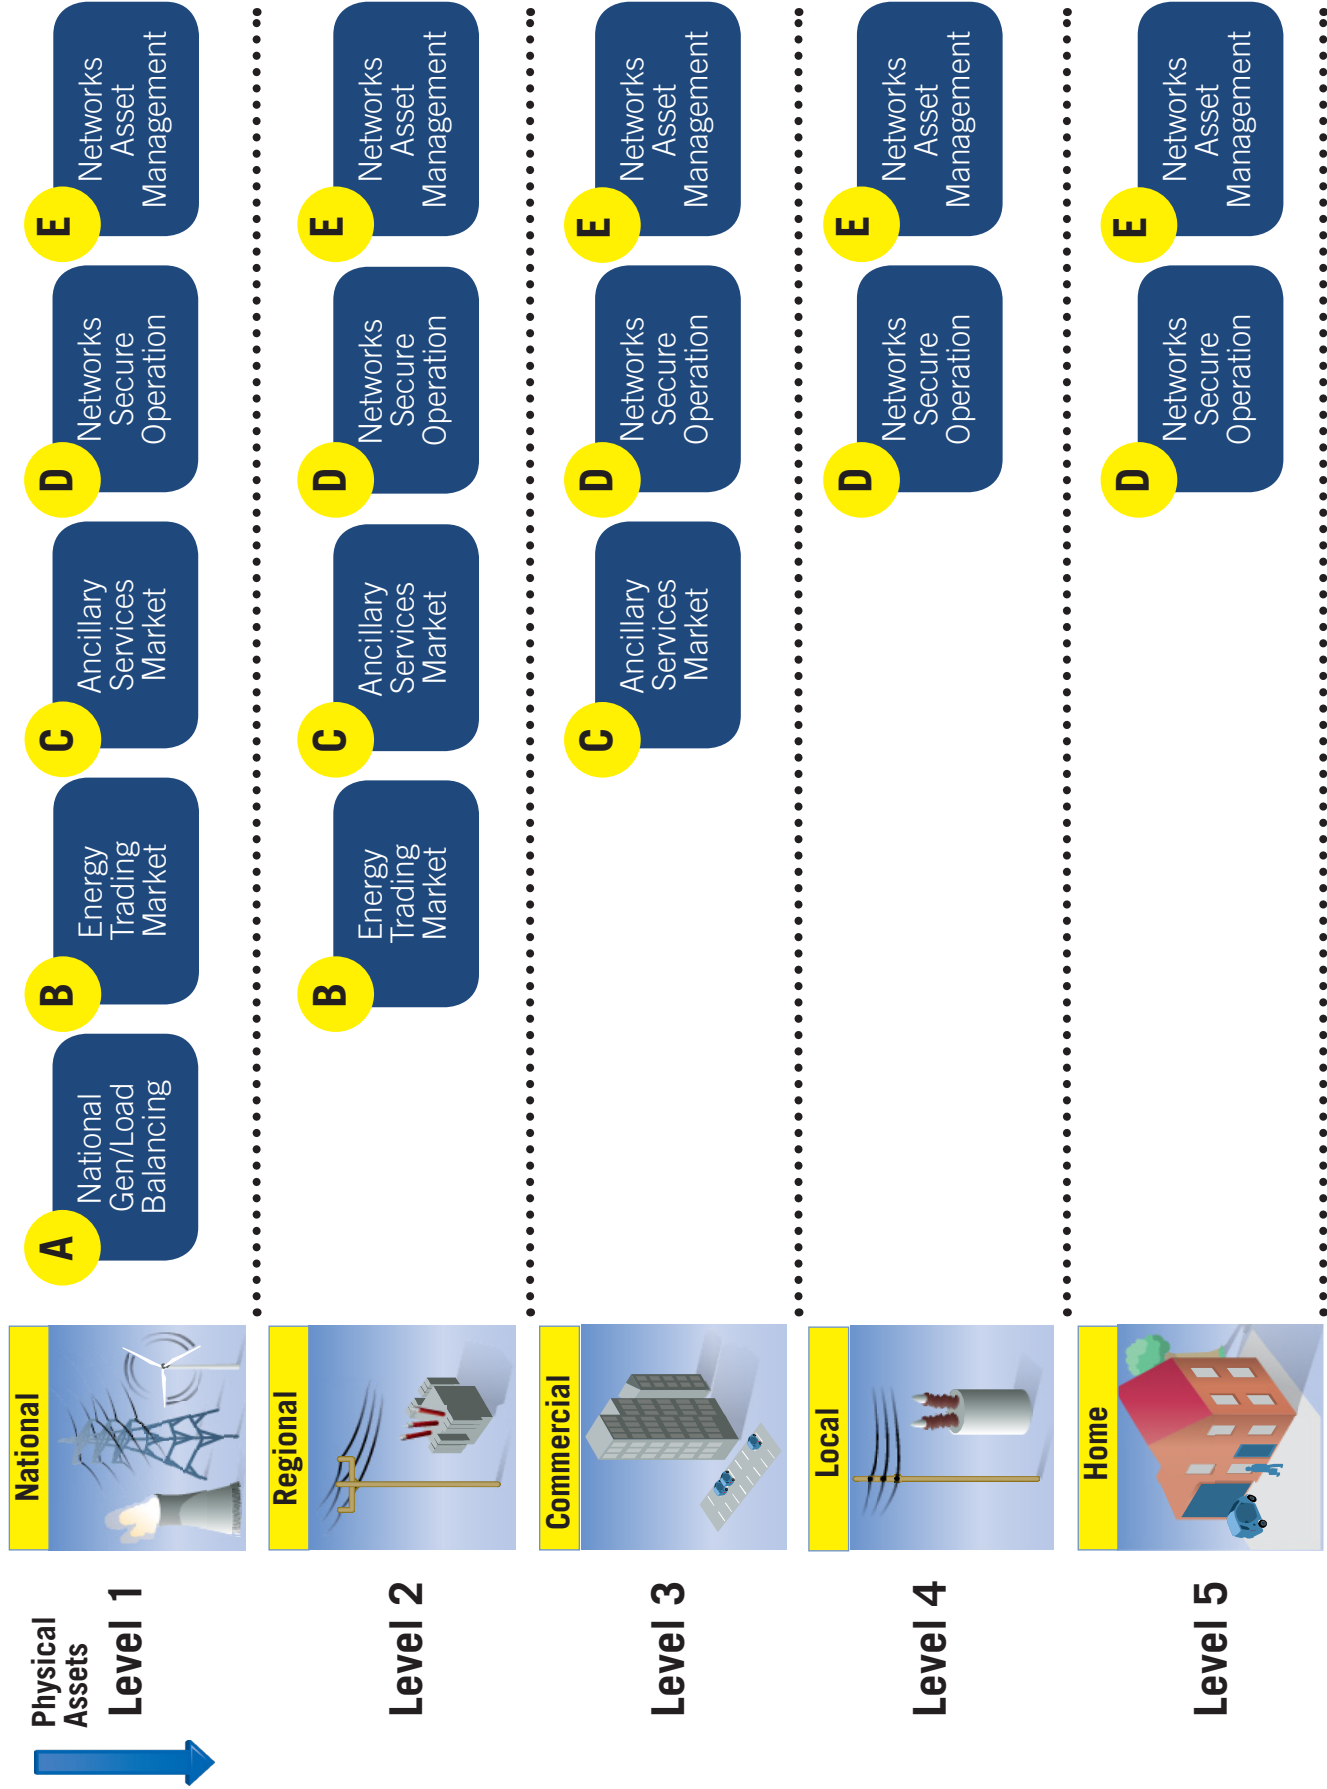 Physical
Assets
Level 1
National
A
National
Gen/Load
Balancing
B
Energy
Trading
Market
C
Ancillary
Services
Market
D
Networks
Secure
Operation
E
Networks
Asset
Management
Level 2
Regional
B
Energy
Trading
Market
C
Ancillary
Services
Market
D
Networks
Secure
Operation
E
Networks
Asset
Management
Level 3
Commercial
C
Ancillary
Services
Market
D
Networks
Secure
Operation
E
Networks
Asset
Management
Level 4
Local
D
Networks
Secure
Operation
E
Networks
Asset
Management
Level 5
Home
D
Networks
Secure
Operation
E
Networks
Asset
Management